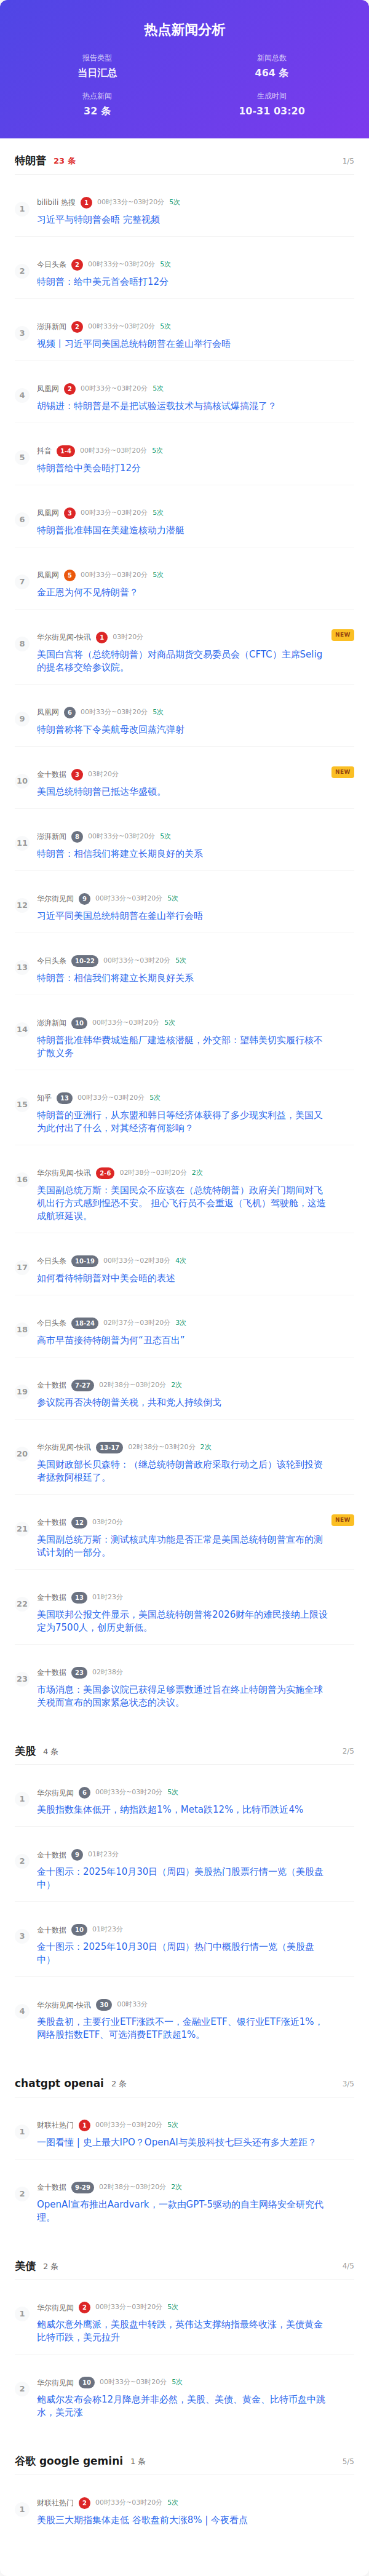 热点新闻分析
报告类型
新闻总数
当日汇总
464 条
热点新闻
生成时间
32 条
10-31 03:20
特朗普 23 条 1/5
1
bilibili 热搜 1 00时33分~03时20分 5次
习近平与特朗普会晤 完整视频
2
今日头条 2 00时33分~03时20分 5次
特朗普：给中美元首会晤打12分
3
澎湃新闻 2 00时33分~03时20分 5次
视频丨习近平同美国总统特朗普在釜山举行会晤
4
凤凰网 2 00时33分~03时20分 5次
胡锡进：特朗普是不是把试验运载技术与搞核试爆搞混了？
5
抖音 1-4 00时33分~03时20分 5次
特朗普给中美会晤打12分
6
凤凰网 3 00时33分~03时20分 5次
特朗普批准韩国在美建造核动力潜艇
7
凤凰网 5 00时33分~03时20分 5次
金正恩为何不见特朗普？
8
华尔街见闻-快讯 1 03时20分 NEW
美国白宫将（总统特朗普）对商品期货交易委员会（CFTC）主席Selig
的提名移交给参议院。
9
凤凰网 6 00时33分~03时20分 5次
特朗普称将下令美航母改回蒸汽弹射
10
金十数据 3 03时20分 NEW
美国总统特朗普已抵达华盛顿。
11
澎湃新闻 8 00时33分~03时20分 5次
特朗普：相信我们将建立长期良好的关系
12
华尔街见闻 9 00时33分~03时20分 5次
习近平同美国总统特朗普在釜山举行会晤
13
今日头条 10-22 00时33分~03时20分 5次
特朗普：相信我们将建立长期良好关系
14
澎湃新闻 10 00时33分~03时20分 5次
特朗普批准韩华费城造船厂建造核潜艇，外交部：望韩美切实履行核不
扩散义务
15
知乎 13 00时33分~03时20分 5次
特朗普的亚洲行，从东盟和韩日等经济体获得了多少现实利益，美国又
为此付出了什么，对其经济有何影响？
16
华尔街见闻-快讯 2-6 02时38分~03时20分 2次
美国副总统万斯：美国民众不应该在（总统特朗普）政府关门期间对飞
机出行方式感到惶恐不安。 担心飞行员不会重返（飞机）驾驶舱，这造
成航班延误。
17
今日头条 10-19 00时33分~02时38分 4次
如何看待特朗普对中美会晤的表述
18
今日头条 18-24 02时37分~03时20分 3次
高市早苗接待特朗普为何“丑态百出”
19
金十数据 7-27 02时38分~03时20分 2次
参议院再否决特朗普关税，共和党人持续倒戈
20
华尔街见闻-快讯 13-17 02时38分~03时20分 2次
美国财政部长贝森特：（继总统特朗普政府采取行动之后）该轮到投资
者拯救阿根廷了。
21
金十数据 12 03时20分 NEW
美国副总统万斯：测试核武库功能是否正常是美国总统特朗普宣布的测
试计划的一部分。
22
金十数据 13 01时23分
美国联邦公报文件显示，美国总统特朗普将2026财年的难民接纳上限设
定为7500人，创历史新低。
23
金十数据 23 02时38分
市场消息：美国参议院已获得足够票数通过旨在终止特朗普为实施全球
关税而宣布的国家紧急状态的决议。
美股 4 条 2/5
1
华尔街见闻 6 00时33分~03时20分 5次
美股指数集体低开，纳指跌超1%，Meta跌12%，比特币跌近4%
2
金十数据 9 01时23分
金十图示：2025年10月30日（周四）美股热门股票行情一览（美股盘
中）
3
金十数据 10 01时23分
金十图示：2025年10月30日（周四）热门中概股行情一览（美股盘
中）
4
华尔街见闻-快讯 30 00时33分
美股盘初，主要行业ETF涨跌不一，金融业ETF、银行业ETF涨近1%，
网络股指数ETF、可选消费ETF跌超1%。
chatgpt openai 2 条 3/5
1
财联社热门 1 00时33分~03时20分 5次
一图看懂｜史上最大IPO？OpenAI与美股科技七巨头还有多大差距？
2
金十数据 9-29 02时38分~03时20分 2次
OpenAI宣布推出Aardvark，一款由GPT-5驱动的自主网络安全研究代
理。
美债 2 条 4/5
1
华尔街见闻 2 00时33分~03时20分 5次
鲍威尔意外鹰派，美股盘中转跌，英伟达支撑纳指最终收涨，美债黄金
比特币跌，美元拉升
2
华尔街见闻 10 00时33分~03时20分 5次
鲍威尔发布会称12月降息并非必然，美股、美债、黄金、比特币盘中跳
水，美元涨
谷歌 google gemini 1 条 5/5
1
财联社热门 2 00时33分~03时20分 5次
美股三大期指集体走低 谷歌盘前大涨8%｜今夜看点